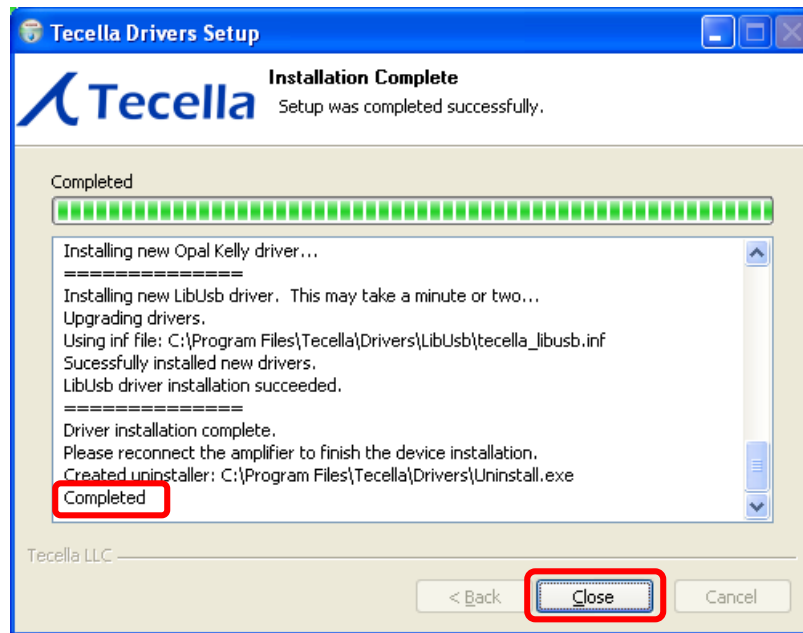 Tecella Drivers Setup
Tecella
Installation Complete
Setup was completed successfully.
Completed
Installing new Opal Kelly driver...
==============
Installing new LibUsb driver.  This may take a minute or two...
Upgrading drivers.
Using inf file: C:\Program Files\Tecella\Drivers\LibUsb\tecella_libusb.inf
Sucessfully installed new drivers.
LibUsb driver installation succeeded.
==============
Driver installation complete.
Please reconnect the amplifier to finish the device installation.
Created uninstaller: C:\Program Files\Tecella\Drivers\Uninstall.exe
Completed
Tecella LLC
< Back
Close
Cancel